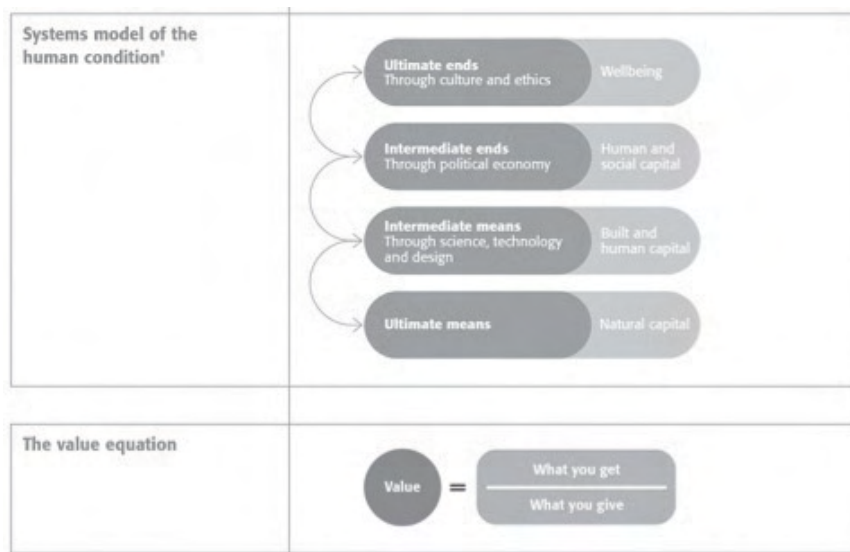 Systems model of the
human condition¹
Ultimate ends
Through culture and ethics
Wellbeing
Intermediate ends
Through political economy
Human and
social capital
Intermediate means
Through science, technology
and design
Built and
human capital
Ultimate means
Natural capital
The value equation
Value
=
What you get
What you give